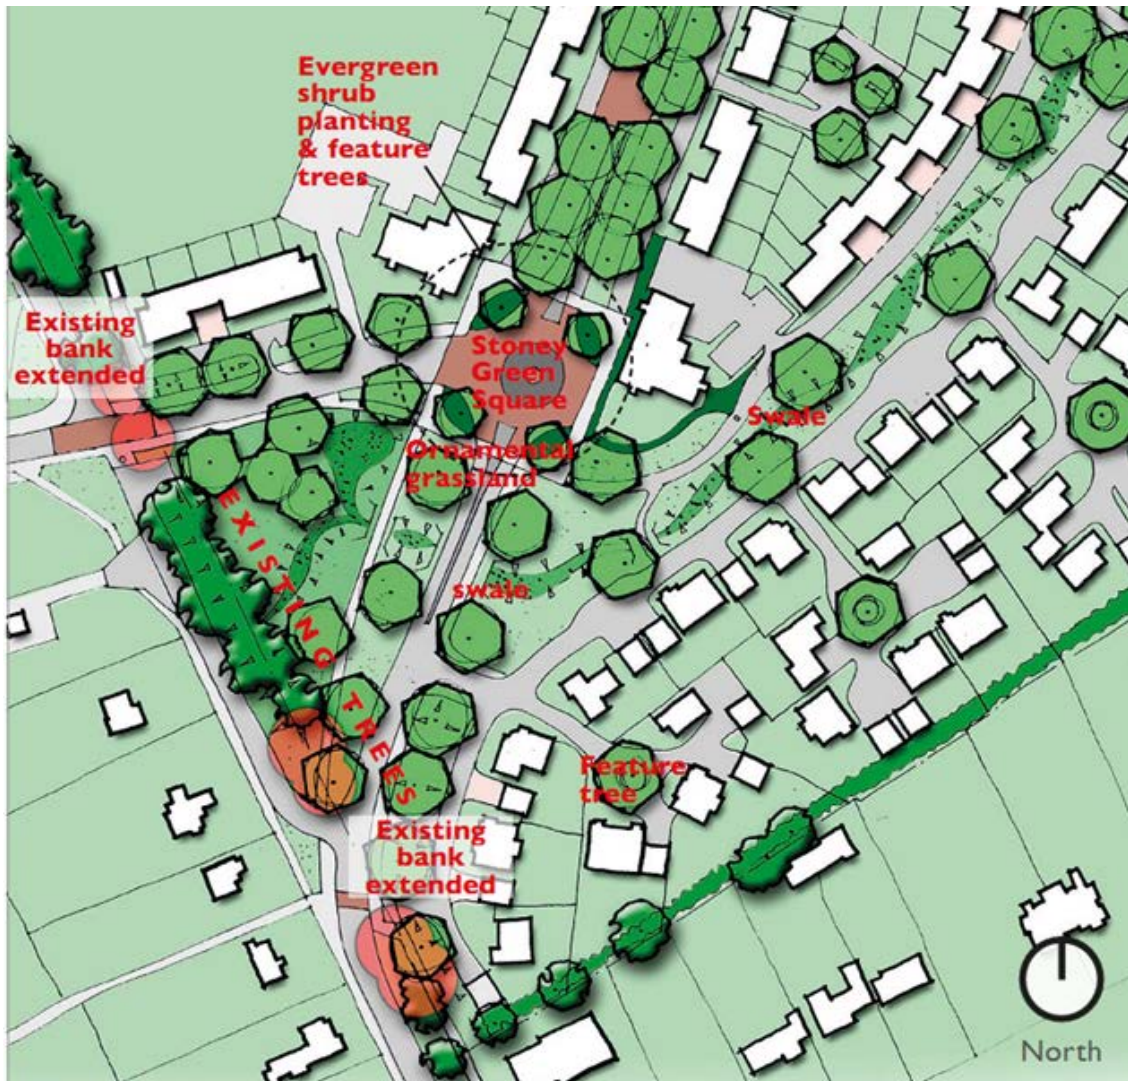 Evergreen
shrub
planting
& feature
trees
Existing
bank
extended
Stoney
Green
Square
Swale
Ornamental
grassland
EXISTING TREES
swale
Feature
tree
Existing
bank
extended
North